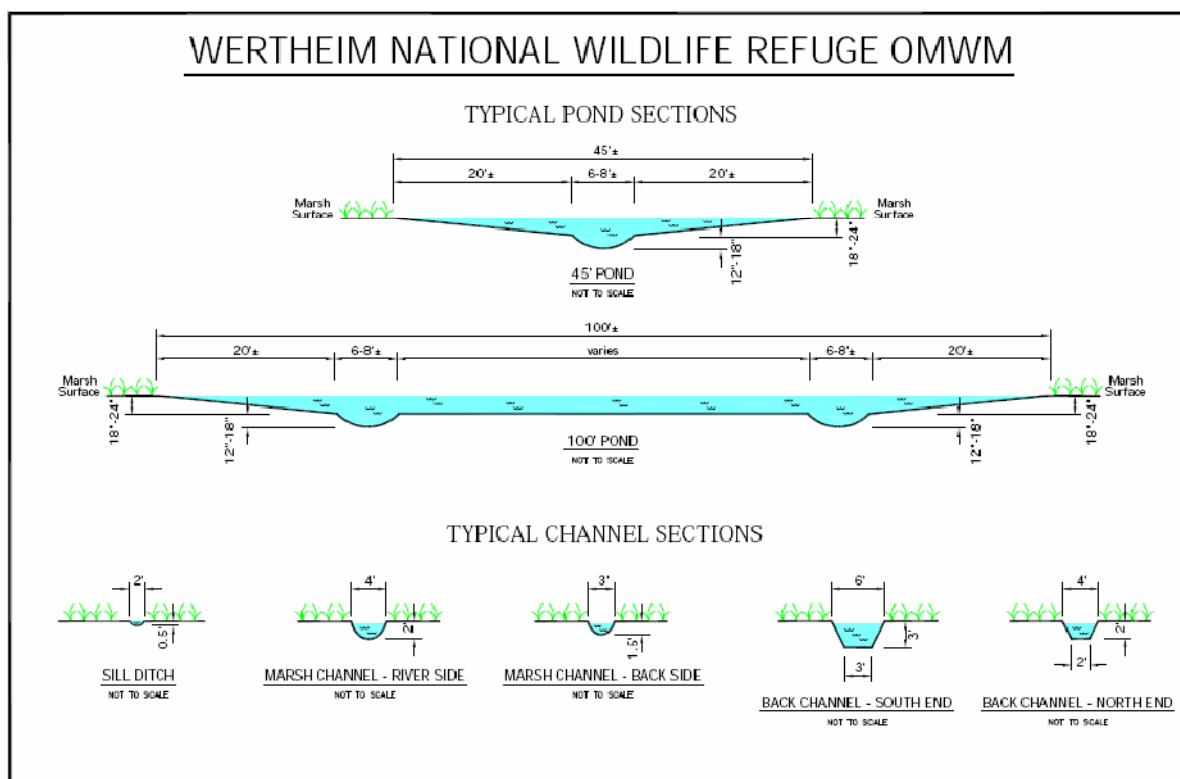 WERTHEIM NATIONAL WILDLIFE REFUGE OMWM
TYPICAL POND SECTIONS
45'±
20'± 6-8'± 20'±
Marsh Surface
Marsh Surface
12"-18"
18"-24"
45' POND
NOT TO SCALE
100'±
20'± 6-8'± varies 6-8'± 20'±
Marsh Surface
Marsh Surface
18"-24"
12"-18"
12"-18"
18"-24"
100' POND
NOT TO SCALE
TYPICAL CHANNEL SECTIONS
2'
0.5'
SILL DITCH
NOT TO SCALE
4'
2'
MARSH CHANNEL - RIVER SIDE
NOT TO SCALE
3'
1.5'
MARSH CHANNEL - BACK SIDE
NOT TO SCALE
6'
3'
3'
BACK CHANNEL - SOUTH END
NOT TO SCALE
4'
2'
2'
BACK CHANNEL - NORTH END
NOT TO SCALE